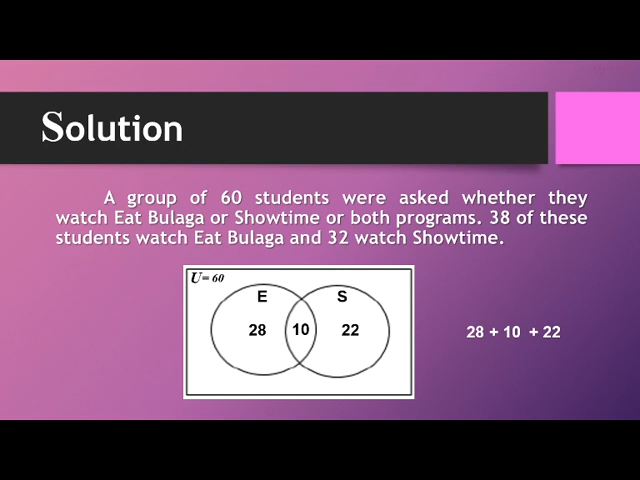 Solution
A group of 60 students were asked whether they
watch Eat Bulaga or Showtime or both programs. 38 of these
students watch Eat Bulaga and 32 watch Showtime.
U= 60
E S
28 10 22
28 + 10 + 22